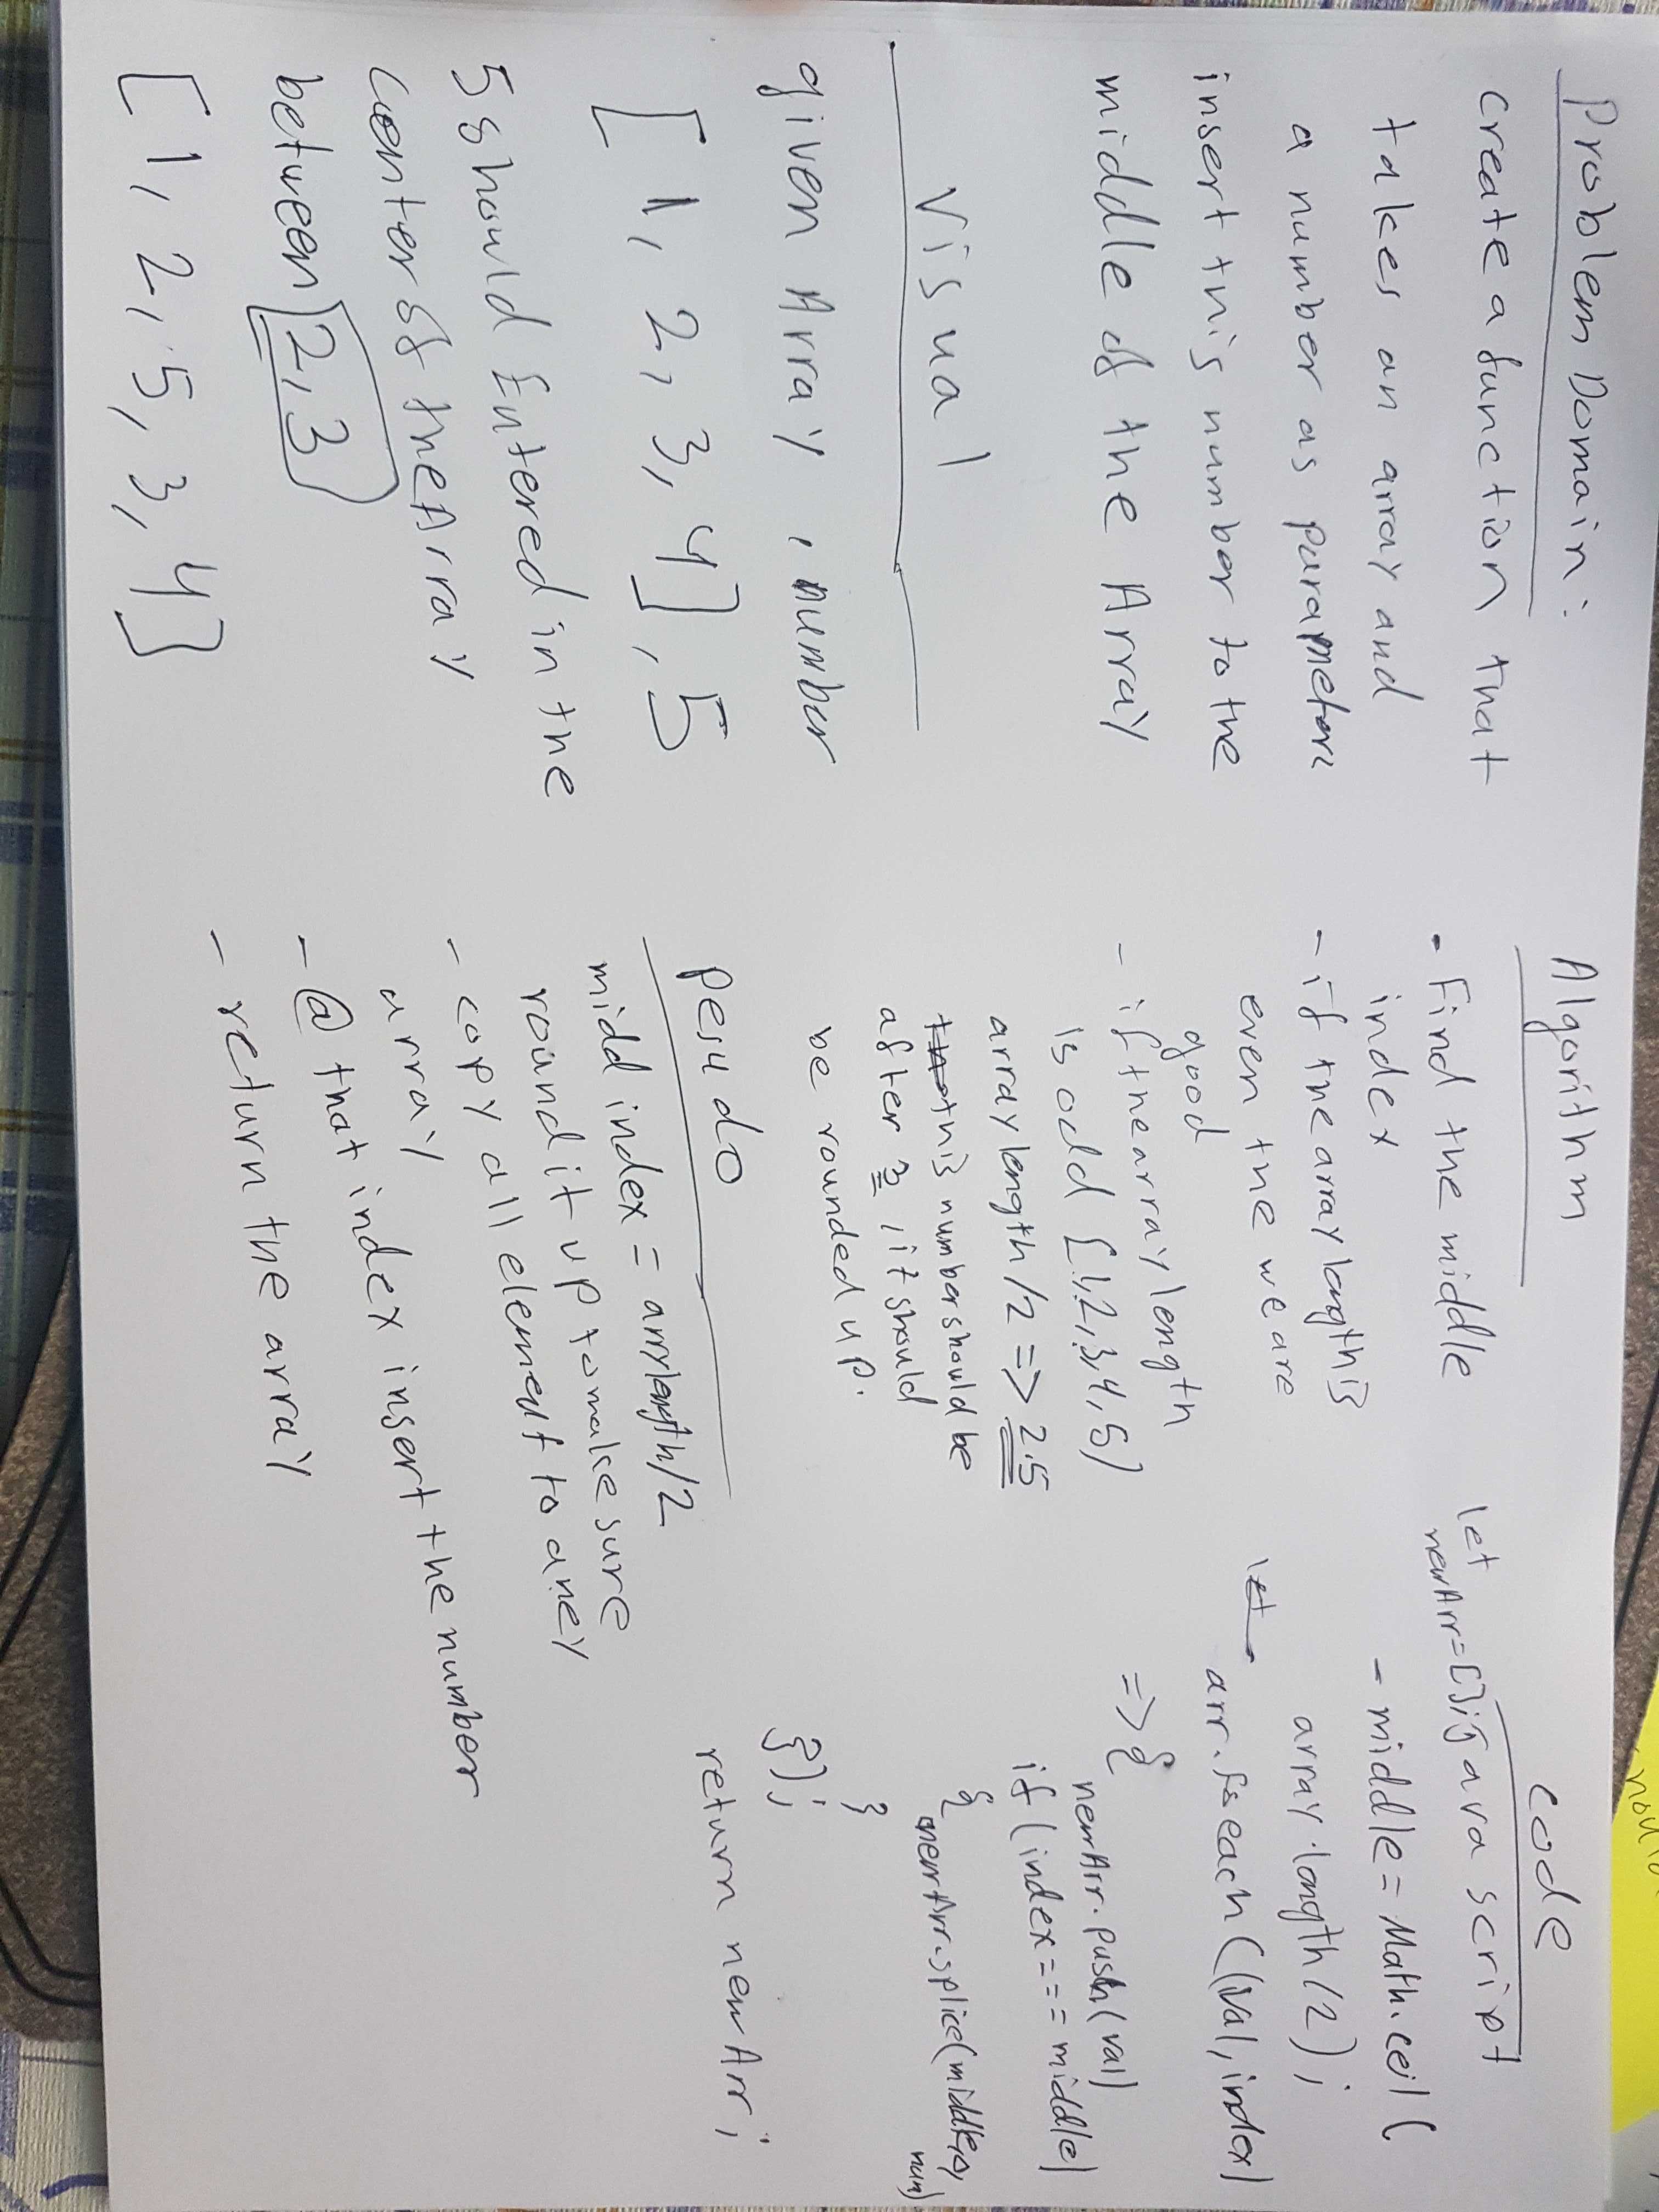 Problem Domain:
create a function that
takes an array and
a number as parameters
insert this number to the
middle of the Array
Visual
given Array , number
[1, 2, 3, 4], 5
5 should Entered in the
center of the Array
between 2, 3
[1, 2, 5, 3, 4]
Algorithm
- Find the middle
index
- if the array length is
even the we are
good
- if the array length
is odd [1,2,3,4,5]
array length /2 => 2.5
this number should be
after 3 , it should
be rounded up.
pesudo
midd index = arrylength/2
round it up to make sure
- copy all element to a ney
array
- @ that index insert the number
- return the array
code
let
newArr=[]; java script
- middle = Math.ceil (
array.length/2);
let
arr.foeach((val, index)
=> {
newArr.push(val)
if (index === middle)
{
newArr.splice(middle,0,
num)
}
});
return newArr;
should